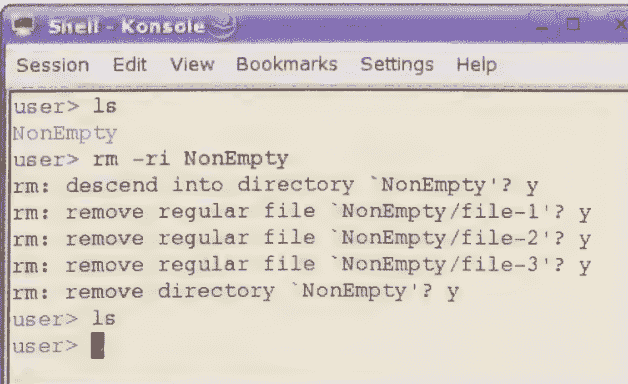 Shell - Konsole
Session Edit View Bookmarks Settings Help
user> ls
NonEmpty
user> rm -ri NonEmpty
rm: descend into directory `NonEmpty'? y
rm: remove regular file `NonEmpty/file-1'? y
rm: remove regular file `NonEmpty/file-2'? y
rm: remove regular file `NonEmpty/file-3'? y
rm: remove directory `NonEmpty'? y
user> ls
user>